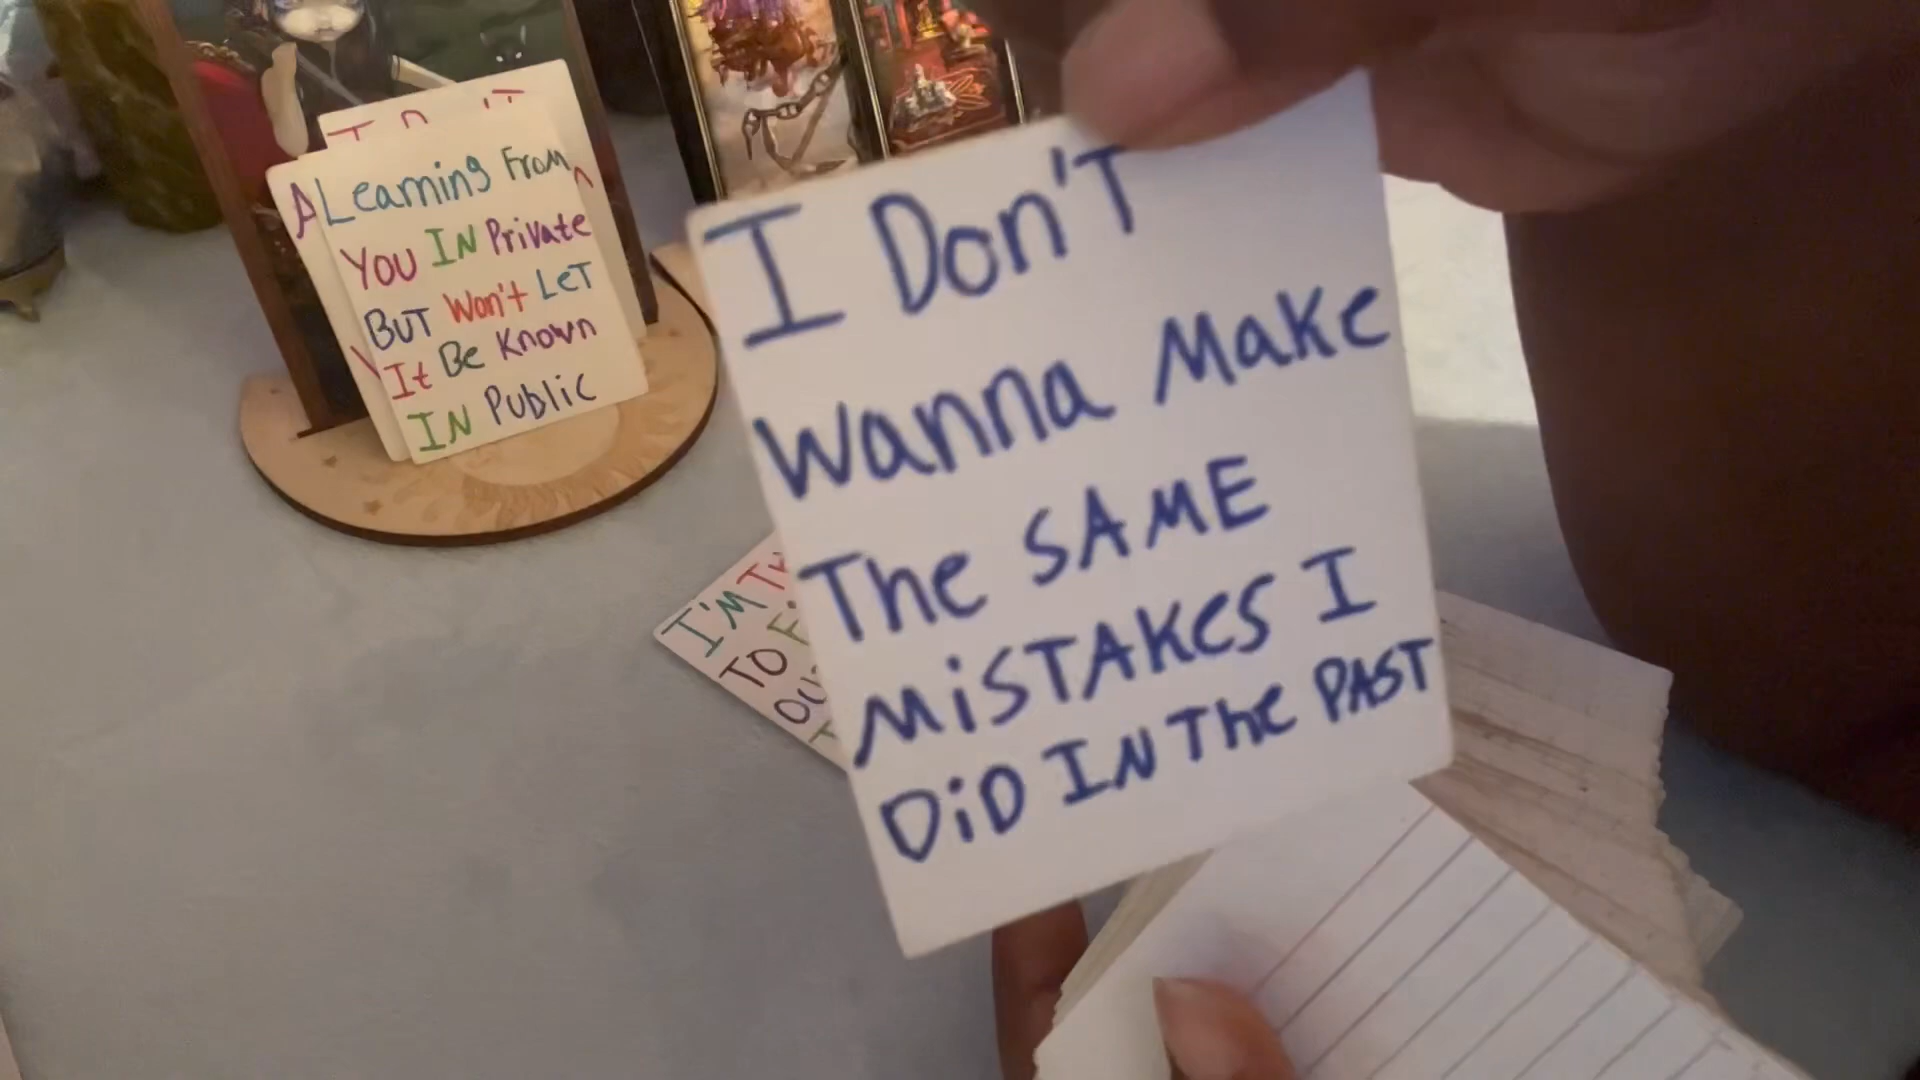 Learning From
You IN Private
BUT Won't LeT
It Be Known
IN Public
I Don'T
Wanna Make
The SAME
MiSTAKes I
DiD IN The PAST
I'M
TO